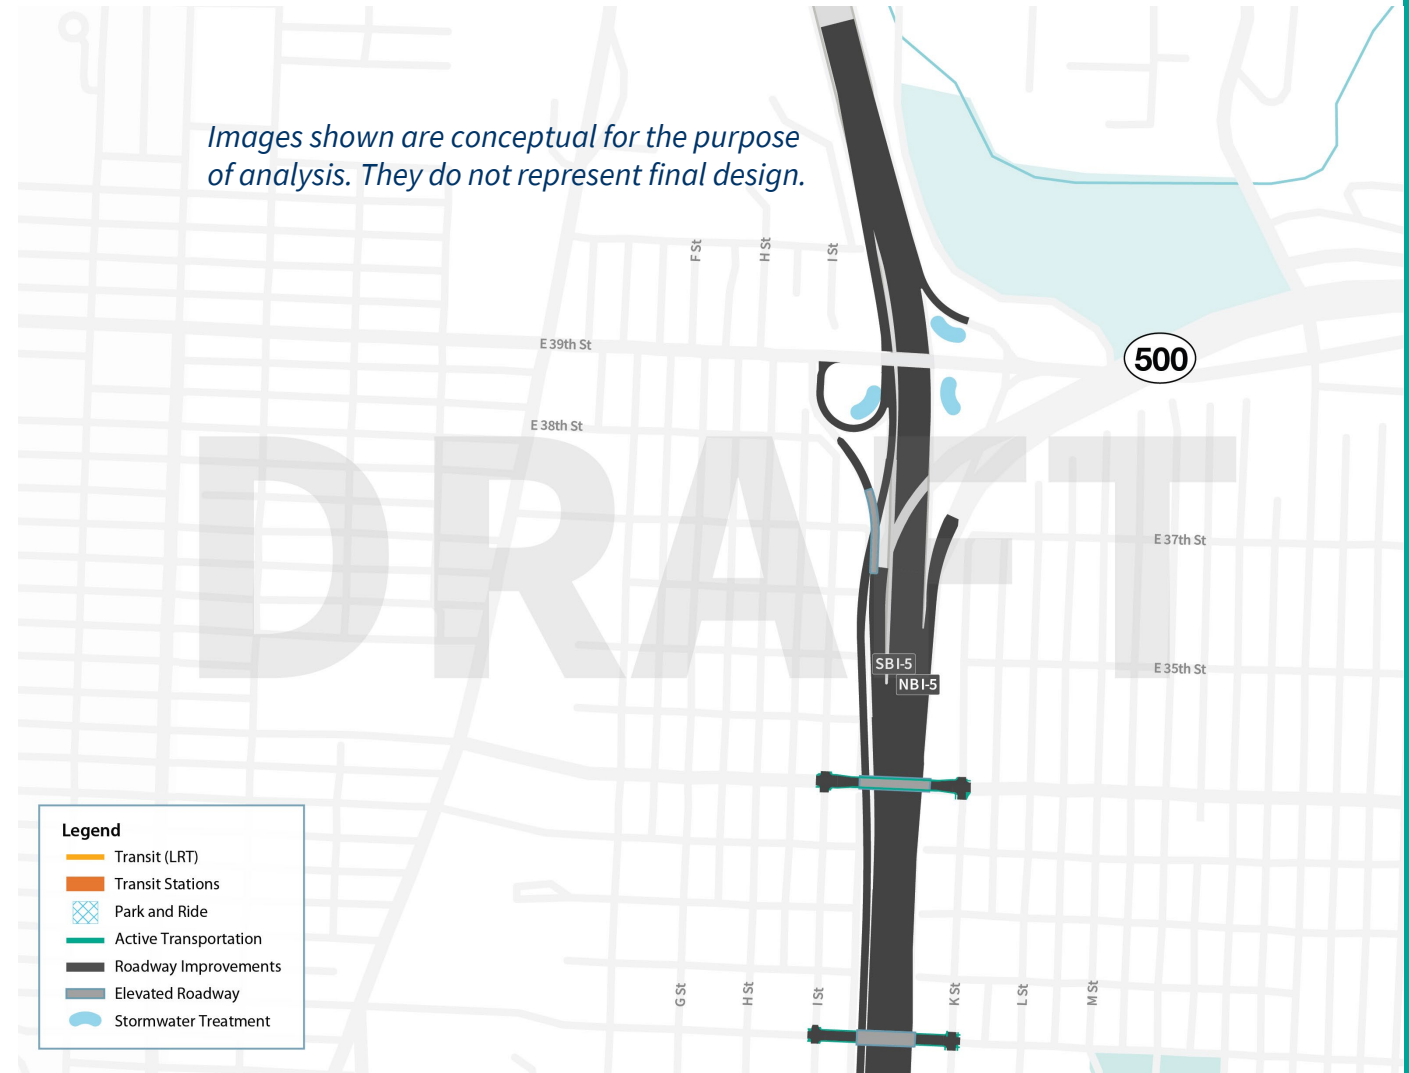 Images shown are conceptual for the purpose
of analysis. They do not represent final design.
F St
H St
I St
E 39th St
500
E 38th St
DRAFT
E 37th St
SB I-5
E 35th St
NB I-5
Legend
Transit (LRT)
Transit Stations
Park and Ride
Active Transportation
Roadway Improvements
Elevated Roadway
Stormwater Treatment
G St
H St
I St
K St
L St
M St